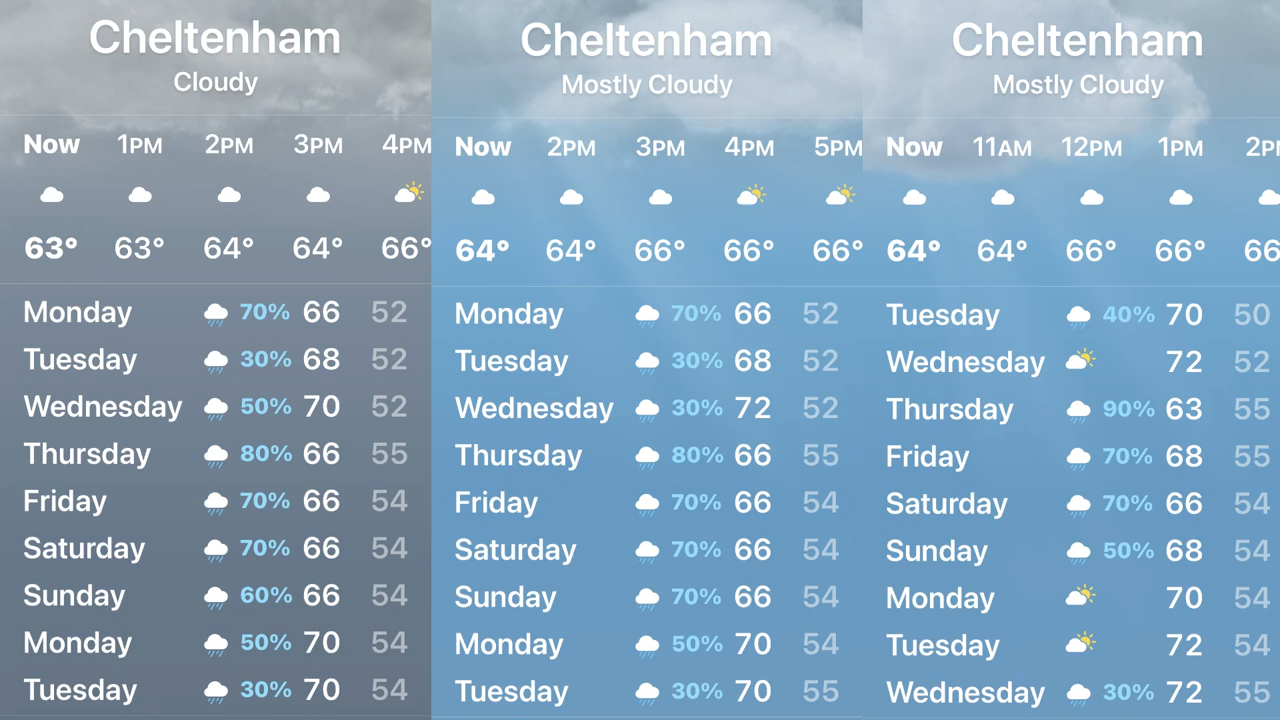 Cheltenham
Cloudy
Now 1PM 2PM 3PM 4PM
63° 63° 64° 64° 66°
Monday 70% 66 52
Tuesday 30% 68 52
Wednesday 50% 70 52
Thursday 80% 66 55
Friday 70% 66 54
Saturday 70% 66 54
Sunday 60% 66 54
Monday 50% 70 54
Tuesday 30% 70 54
Cheltenham
Mostly Cloudy
Now 2PM 3PM 4PM 5PM
64° 64° 66° 66° 66°
Monday 70% 66 52
Tuesday 30% 68 52
Wednesday 30% 72 52
Thursday 80% 66 55
Friday 70% 66 54
Saturday 70% 66 54
Sunday 70% 66 54
Monday 50% 70 54
Tuesday 30% 70 55
Cheltenham
Mostly Cloudy
Now 11AM 12PM 1PM 2P
64° 64° 66° 66° 66
Tuesday 40% 70 50
Wednesday 72 52
Thursday 90% 63 55
Friday 70% 68 55
Saturday 70% 66 54
Sunday 50% 68 54
Monday 70 54
Tuesday 72 54
Wednesday 30% 72 55